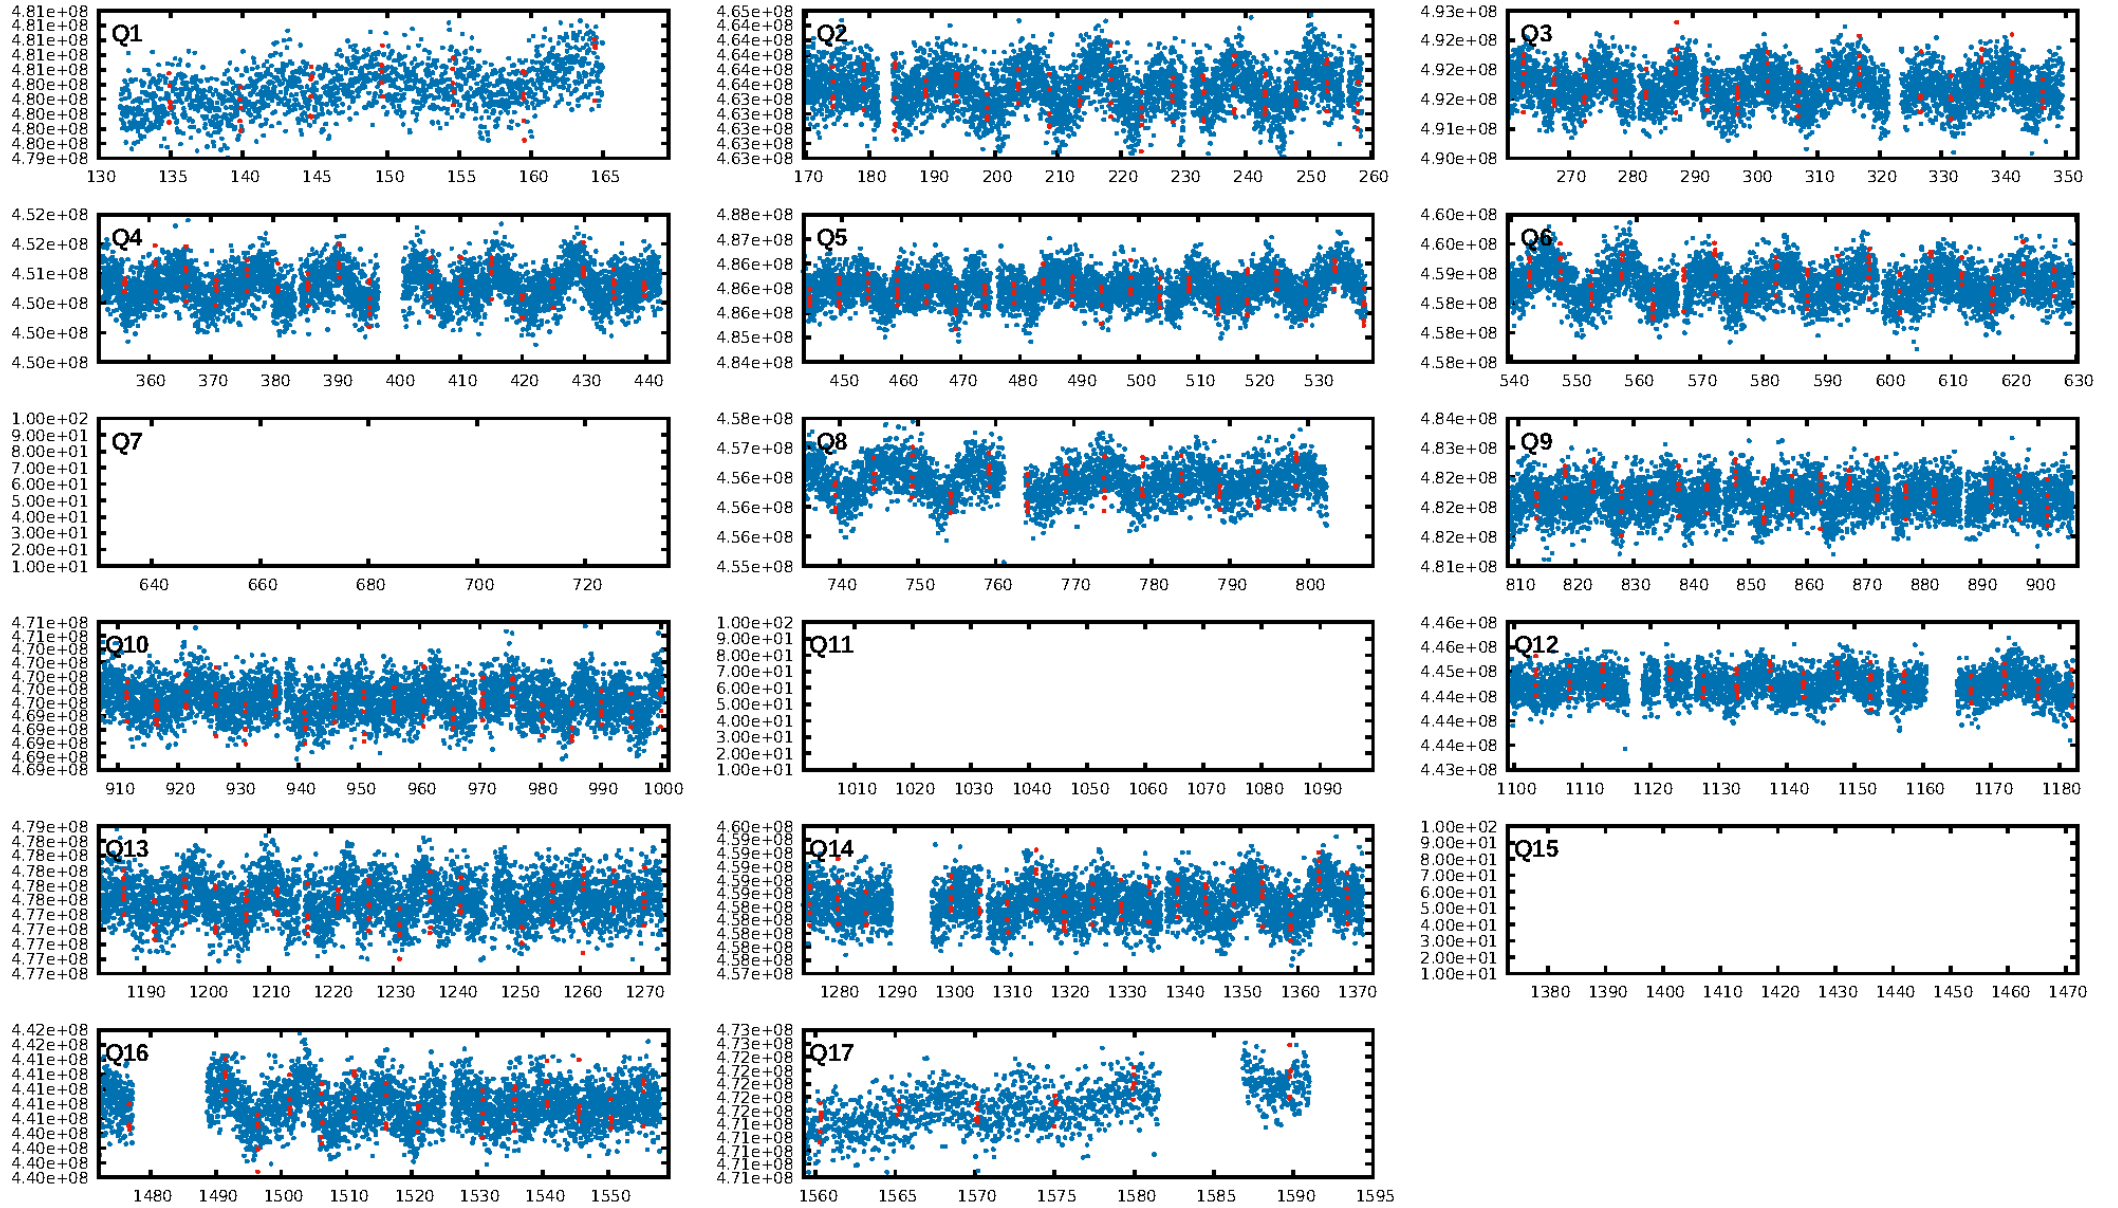 Q1
4.81e+08
4.81e+08
4.81e+08
4.81e+08
4.81e+08
4.80e+08
4.80e+08
4.80e+08
4.80e+08
4.80e+08
4.79e+08
130 135 140 145 150 155 160 165
Q2
4.65e+08
4.64e+08
4.64e+08
4.64e+08
4.64e+08
4.64e+08
4.63e+08
4.63e+08
4.63e+08
4.63e+08
4.63e+08
170 180 190 200 210 220 230 240 250 260
Q3
4.93e+08
4.92e+08
4.92e+08
4.92e+08
4.91e+08
4.90e+08
270 280 290 300 310 320 330 340 350
Q4
4.52e+08
4.52e+08
4.51e+08
4.50e+08
4.50e+08
4.50e+08
360 370 380 390 400 410 420 430 440
Q5
4.88e+08
4.87e+08
4.86e+08
4.86e+08
4.86e+08
4.85e+08
4.84e+08
450 460 470 480 490 500 510 520 530
Q6
4.60e+08
4.60e+08
4.59e+08
4.58e+08
4.58e+08
4.58e+08
540 550 560 570 580 590 600 610 620 630
Q7
1.00e+02
9.00e+01
8.00e+01
7.00e+01
6.00e+01
5.00e+01
4.00e+01
3.00e+01
2.00e+01
1.00e+01
640 660 680 700 720
Q8
4.58e+08
4.57e+08
4.56e+08
4.56e+08
4.56e+08
4.55e+08
740 750 760 770 780 790 800
Q9
4.84e+08
4.83e+08
4.82e+08
4.82e+08
4.82e+08
4.81e+08
810 820 830 840 850 860 870 880 890 900
Q10
4.71e+08
4.71e+08
4.70e+08
4.70e+08
4.70e+08
4.70e+08
4.70e+08
4.69e+08
4.69e+08
4.69e+08
4.69e+08
4.69e+08
910 920 930 940 950 960 970 980 990 1000
Q11
1.00e+02
9.00e+01
8.00e+01
7.00e+01
6.00e+01
5.00e+01
4.00e+01
3.00e+01
2.00e+01
1.00e+01
1010 1020 1030 1040 1050 1060 1070 1080 1090
Q12
4.46e+08
4.46e+08
4.45e+08
4.44e+08
4.44e+08
4.44e+08
4.43e+08
1100 1110 1120 1130 1140 1150 1160 1170 1180
Q13
4.79e+08
4.78e+08
4.78e+08
4.78e+08
4.78e+08
4.78e+08
4.77e+08
4.77e+08
4.77e+08
4.77e+08
4.77e+08
1190 1200 1210 1220 1230 1240 1250 1260 1270
Q14
4.60e+08
4.59e+08
4.59e+08
4.59e+08
4.59e+08
4.59e+08
4.58e+08
4.58e+08
4.58e+08
4.58e+08
4.58e+08
4.57e+08
1280 1290 1300 1310 1320 1330 1340 1350 1360 1370
Q15
1.00e+02
9.00e+01
8.00e+01
7.00e+01
6.00e+01
5.00e+01
4.00e+01
3.00e+01
2.00e+01
1.00e+01
1380 1390 1400 1410 1420 1430 1440 1450 1460 1470
Q16
4.42e+08
4.42e+08
4.41e+08
4.41e+08
4.41e+08
4.41e+08
4.41e+08
4.40e+08
4.40e+08
4.40e+08
4.40e+08
1480 1490 1500 1510 1520 1530 1540 1550
Q17
4.73e+08
4.73e+08
4.72e+08
4.72e+08
4.72e+08
4.72e+08
4.72e+08
4.71e+08
4.71e+08
4.71e+08
4.71e+08
4.71e+08
1560 1565 1570 1575 1580 1585 1590 1595